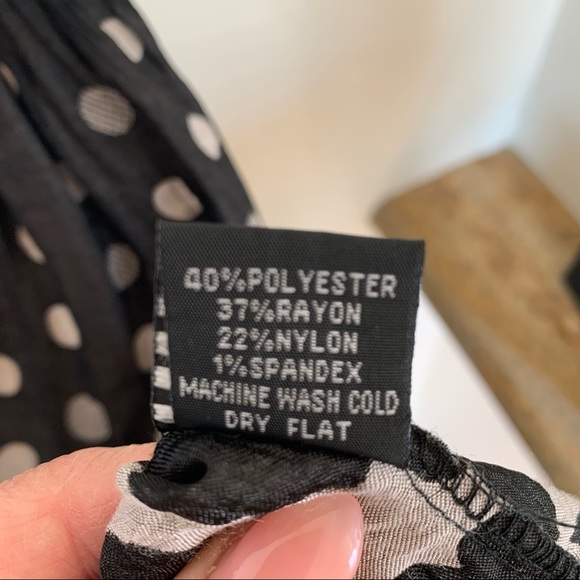 40%POLYESTER
37%RAYON
22%NYLON
1%SPANDEX
MACHINE WASH COLD
DRY FLAT